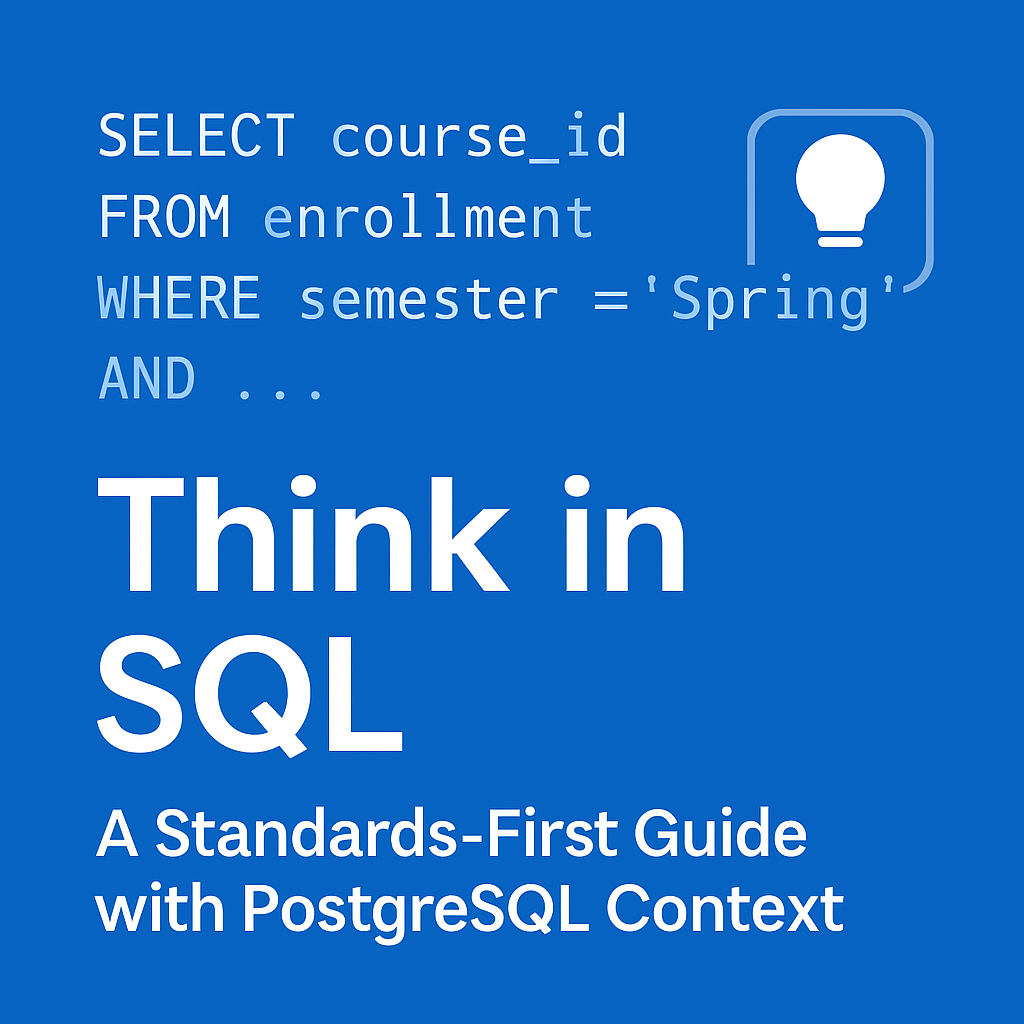 SELECT course_id
FROM enrollment
WHERE semester ='Spring'
AND ...
Think in
SQL
A Standards-First Guide
with PostgreSQL Context